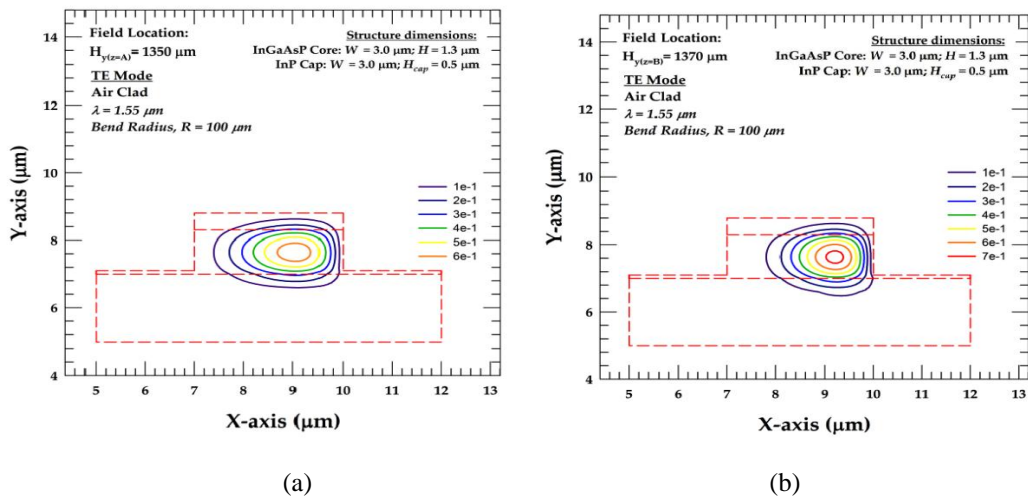 (a)
Field Location:
H_y(z=A) = 1350 μm
TE Mode
Air Clad
λ = 1.55 μm
Bend Radius, R = 100 μm
Structure dimensions:
InGaAsP Core: W = 3.0 μm; H = 1.3 μm
InP Cap: W = 3.0 μm; H_cap = 0.5 μm
1e-1
2e-1
3e-1
4e-1
5e-1
6e-1
Y-axis (μm)
14
12
10
8
6
4
5 6 7 8 9 10 11 12 13
X-axis (μm)
(a)
(b)
Field Location:
H_y(z=B) = 1370 μm
TE Mode
Air Clad
λ = 1.55 μm
Bend Radius, R = 100 μm
Structure dimensions:
InGaAsP Core: W = 3.0 μm; H = 1.3 μm
InP Cap: W = 3.0 μm; H_cap = 0.5 μm
1e-1
2e-1
3e-1
4e-1
5e-1
6e-1
7e-1
Y-axis (μm)
14
12
10
8
6
4
5 6 7 8 9 10 11 12 13
X-axis (μm)
(b)